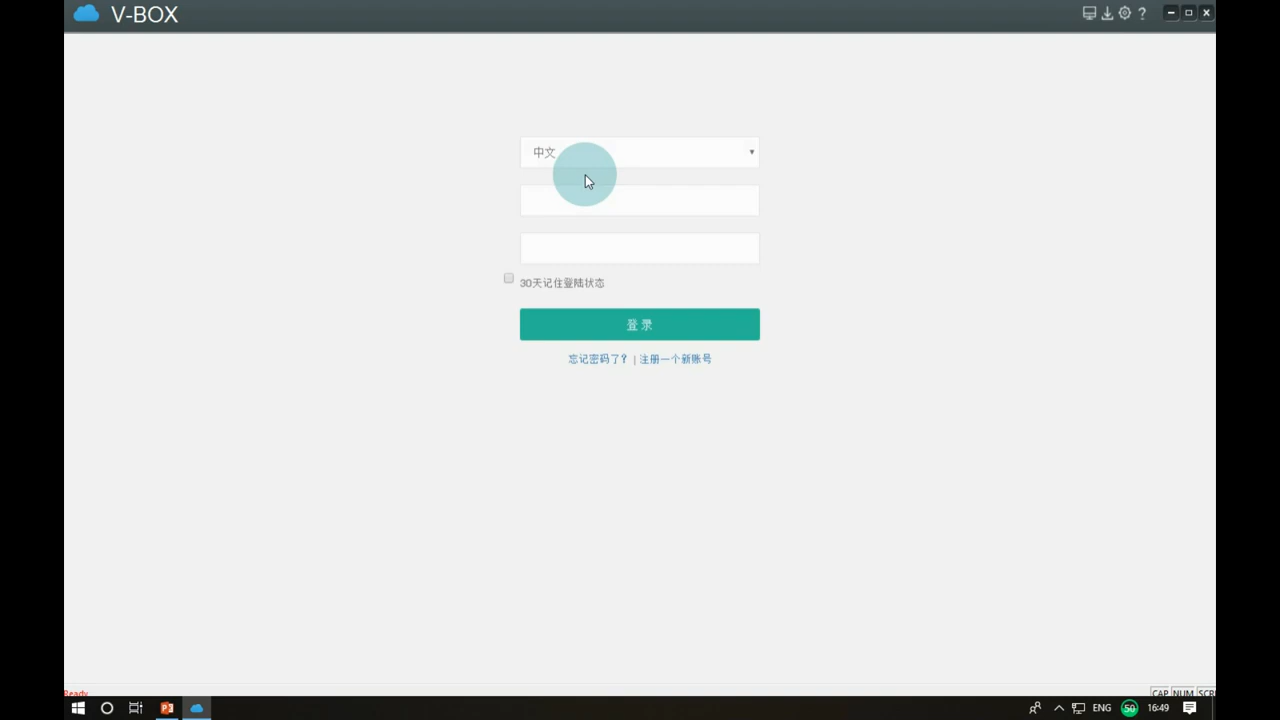 V-BOX
中文
30天记住登陆状态
登 录
忘记密码了？ | 注册一个新账号
Ready
CAP NUM SCRL
ENG 50 16:49